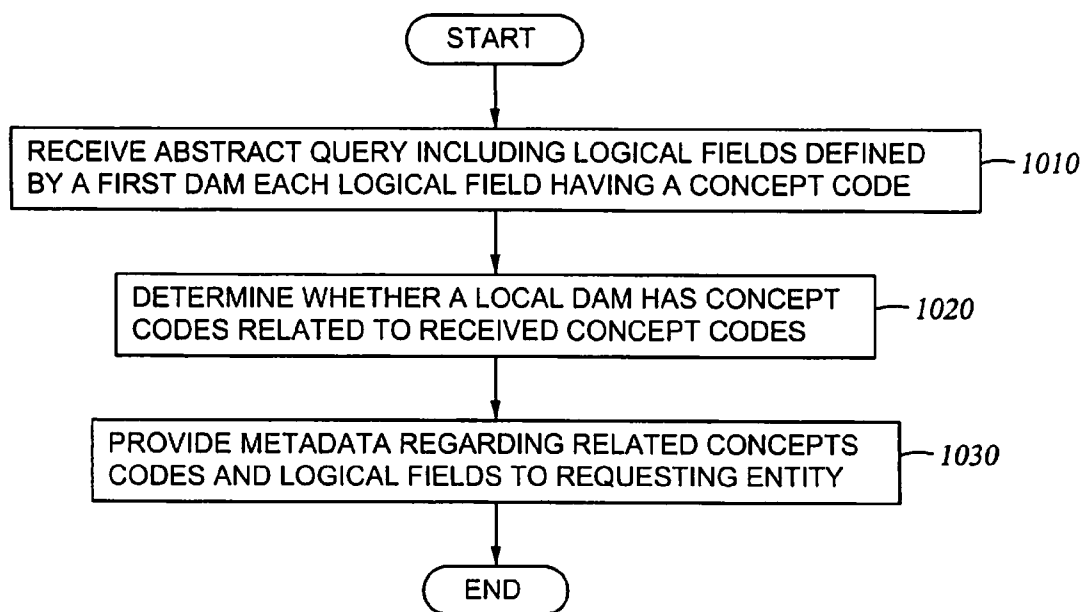 START
RECEIVE ABSTRACT QUERY INCLUDING LOGICAL FIELDS DEFINED
BY A FIRST DAM EACH LOGICAL FIELD HAVING A CONCEPT CODE
1010
DETERMINE WHETHER A LOCAL DAM HAS CONCEPT
CODES RELATED TO RECEIVED CONCEPT CODES
1020
PROVIDE METADATA REGARDING RELATED CONCEPTS
CODES AND LOGICAL FIELDS TO REQUESTING ENTITY
1030
END